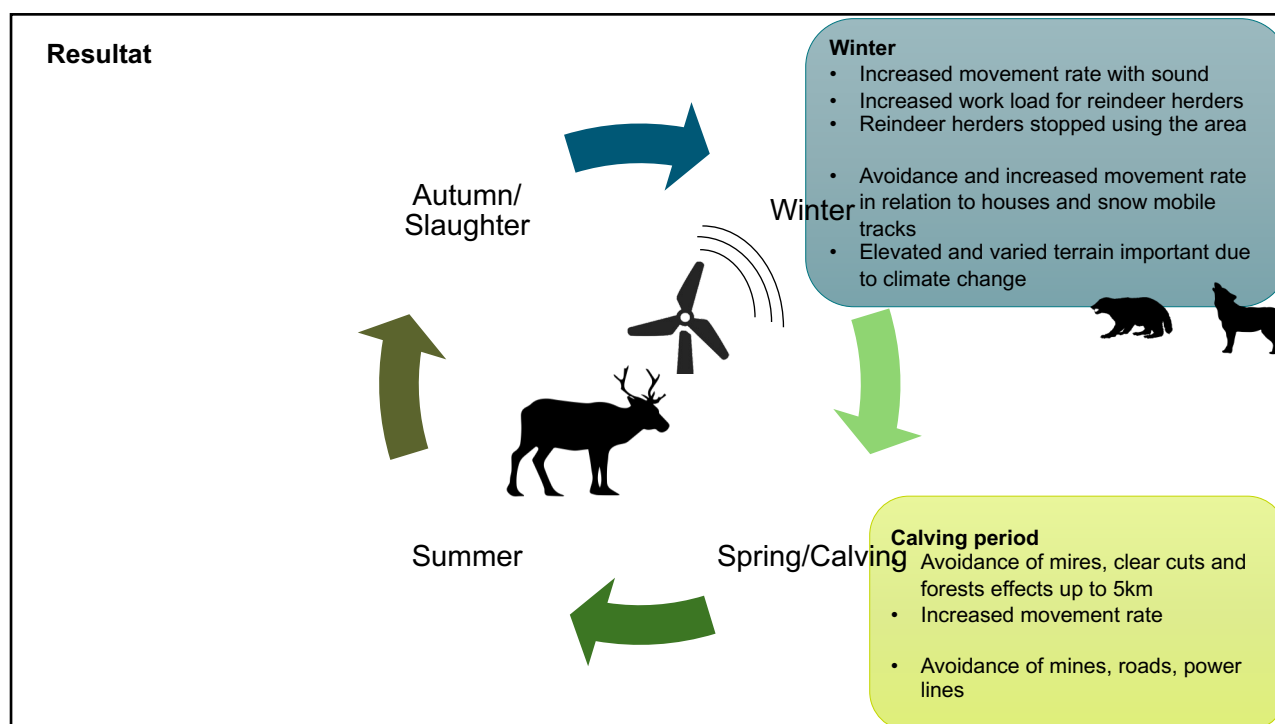 Resultat
Winter
• Increased movement rate with sound
• Increased work load for reindeer herders
• Reindeer herders stopped using the area
• Avoidance and increased movement rate
in relation to houses and snow mobile
tracks
• Elevated and varied terrain important due
to climate change
Autumn/
Slaughter
Winter
Summer
Spring/Calving
Calving period
• Avoidance of mires, clear cuts and
forests effects up to 5km
• Increased movement rate
• Avoidance of mines, roads, power
lines